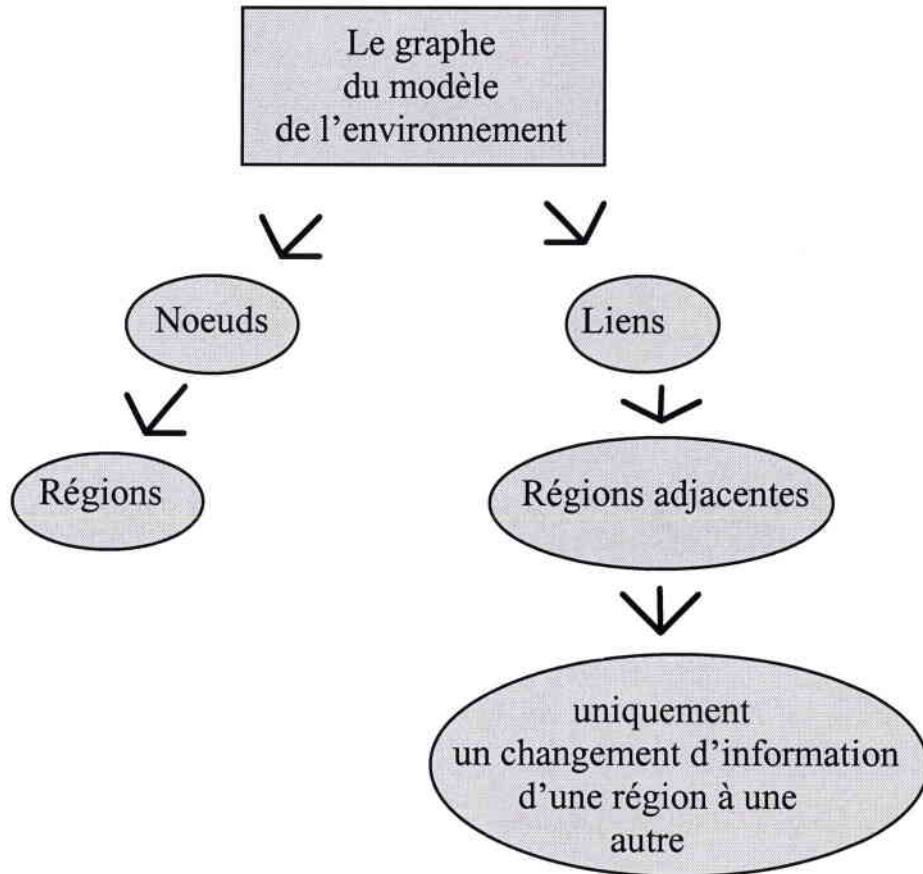 Le graphe
du modèle
de l'environnement
Noeuds
Liens
Régions
Régions adjacentes
uniquement
un changement d'information
d'une région à une
autre